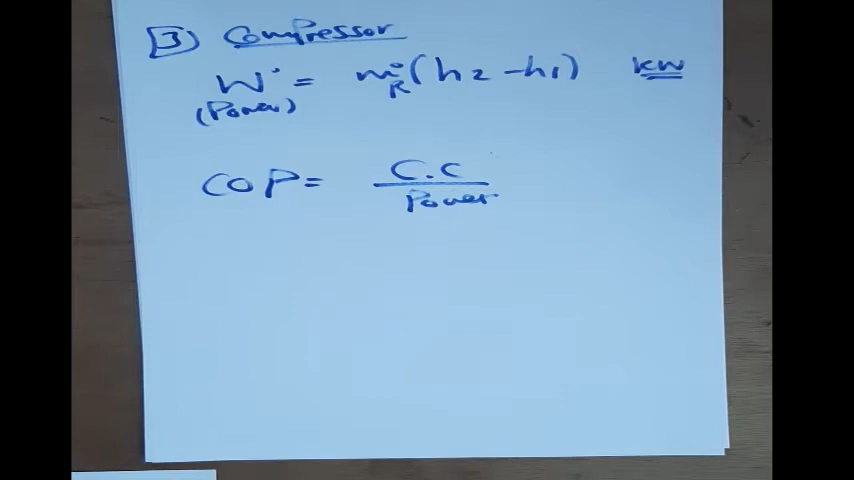 3 Compressor
W° = m°R (h2 - h1) kW
(Power)
COP = C.C / Power